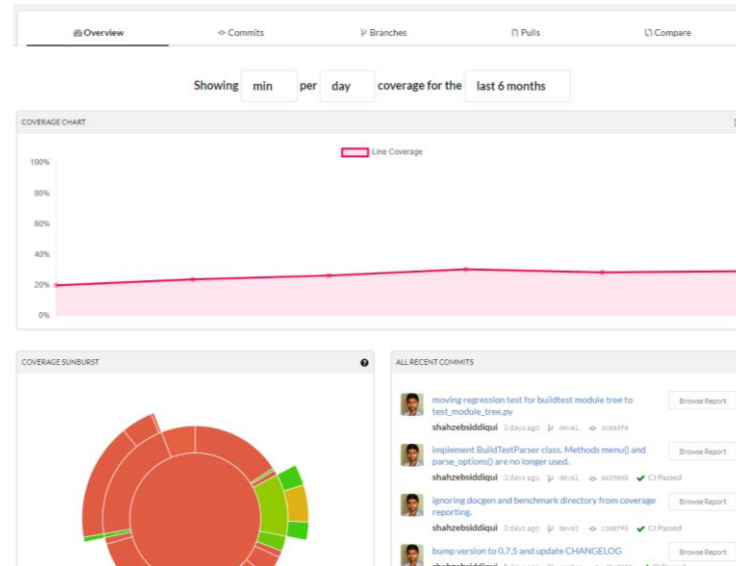 Overview
Commits
Branches
Pulls
Compare
Showing min per day coverage for the last 6 months
COVERAGE CHART
Line Coverage
100%
80%
60%
40%
20%
0%
COVERAGE SUNBURST
ALL RECENT COMMITS
moving regression test for buildtest module tree to
test_module_tree.py
Browse Report
shahzebsiddiqui 3 days ago devel
implement BuildTestParser class. Methods menu() and
parse_options() are no longer used.
Browse Report
shahzebsiddiqui 3 days ago devel CI Passed
ignoring docgen and benchmark directory from coverage
reporting.
Browse Report
shahzebsiddiqui 3 days ago devel CI Passed
bump version to 0.7.5 and update CHANGELOG
Browse Report
shahzebsiddiqui